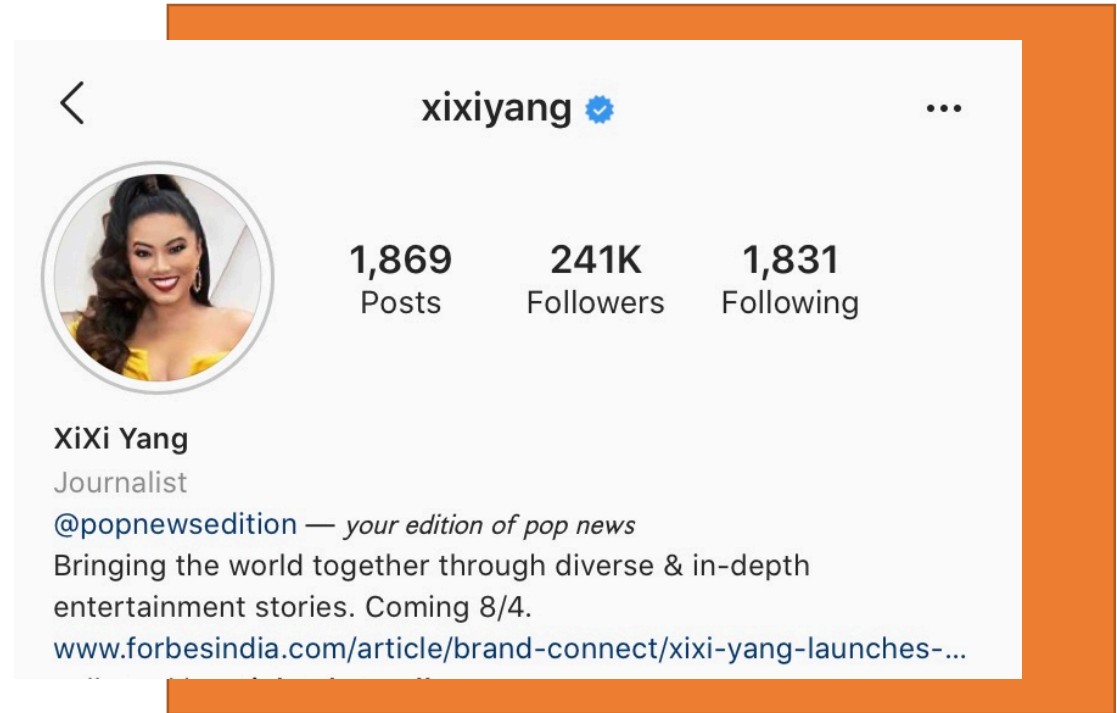 xixiyang
1,869 241K 1,831
Posts Followers Following
XiXi Yang
Journalist
@popnewsedition — your edition of pop news
Bringing the world together through diverse & in-depth
entertainment stories. Coming 8/4.
www.forbesindia.com/article/brand-connect/xixi-yang-launches-...